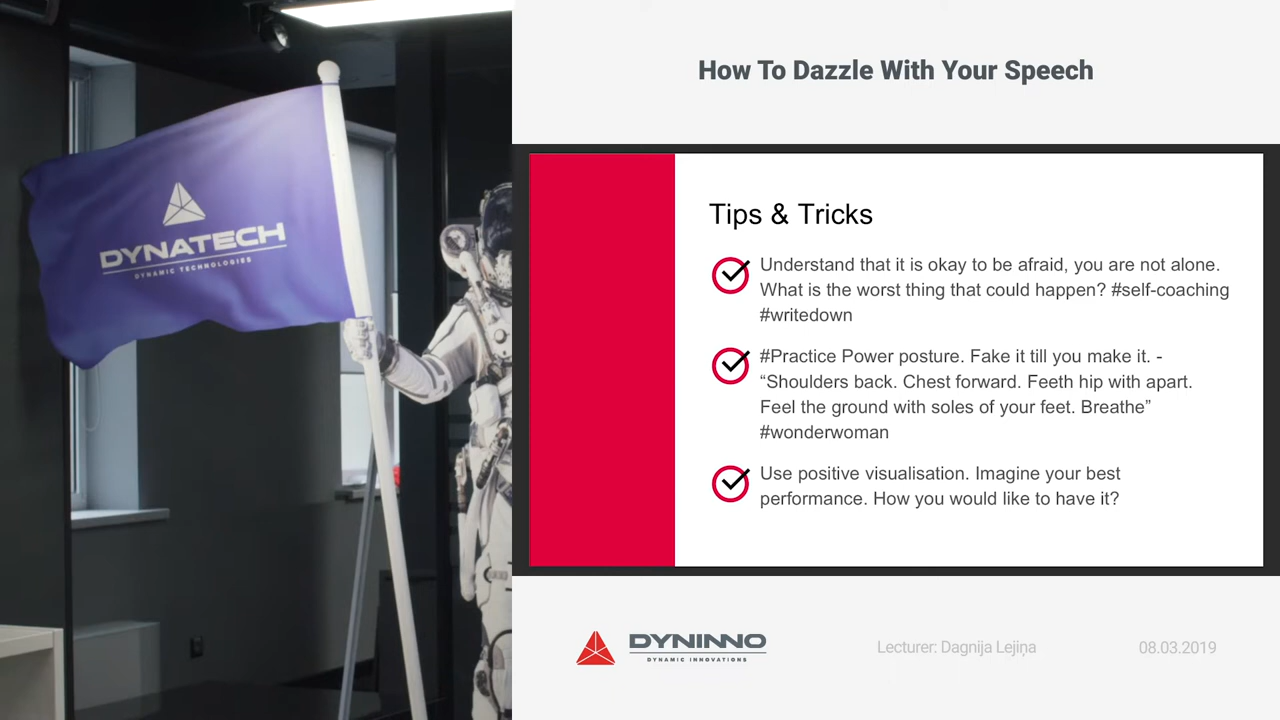 DYNATECH
DYNAMIC TECHNOLOGIES
How To Dazzle With Your Speech
Tips & Tricks
Understand that it is okay to be afraid, you are not alone.
What is the worst thing that could happen? #self-coaching
#writedown
#Practice Power posture. Fake it till you make it. -
“Shoulders back. Chest forward. Feeth hip with apart.
Feel the ground with soles of your feet. Breathe”
#wonderwoman
Use positive visualisation. Imagine your best
performance. How you would like to have it?
DYNINNO
DYNAMIC INNOVATIONS
Lecturer: Dagnija Lejiņa
08.03.2019